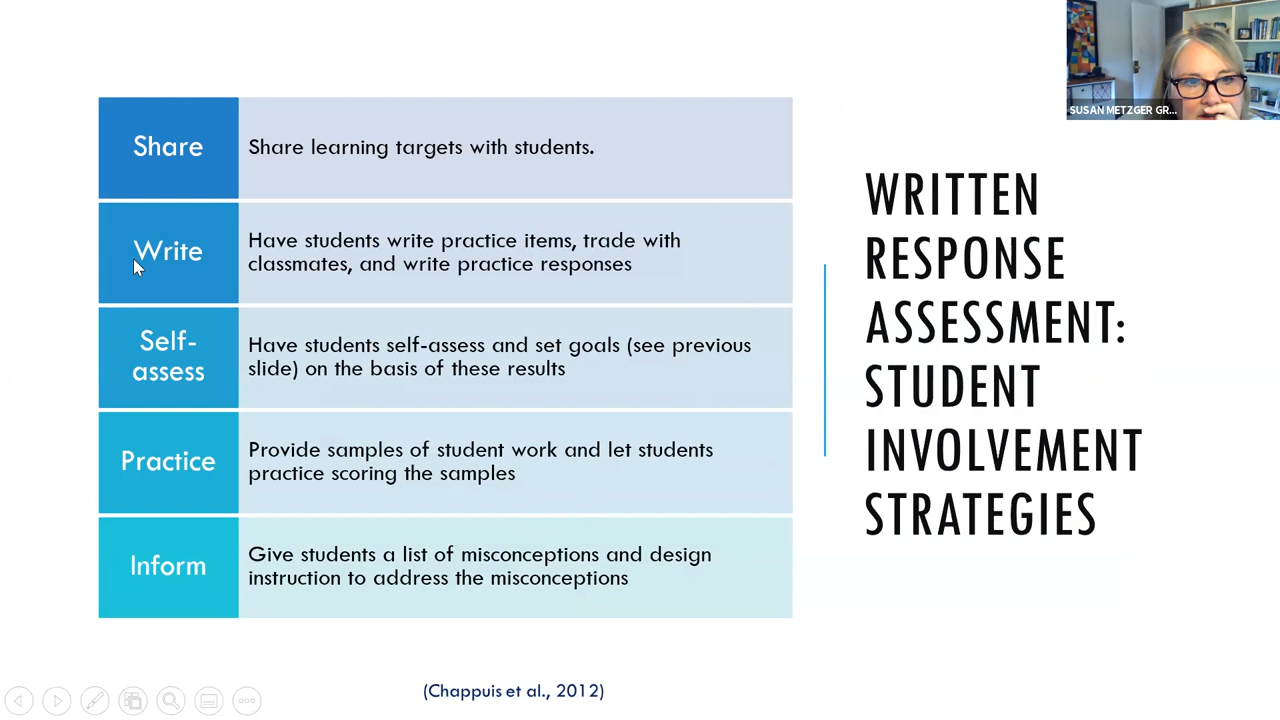 SUSAN METZGER GR...
Share
Share learning targets with students.
Write
Have students write practice items, trade with
classmates, and write practice responses
Self-
assess
Have students self-assess and set goals (see previous
slide) on the basis of these results
Practice
Provide samples of student work and let students
practice scoring the samples
Inform
Give students a list of misconceptions and design
instruction to address the misconceptions
WRITTEN
RESPONSE
ASSESSMENT:
STUDENT
INVOLVEMENT
STRATEGIES
(Chappuis et al., 2012)